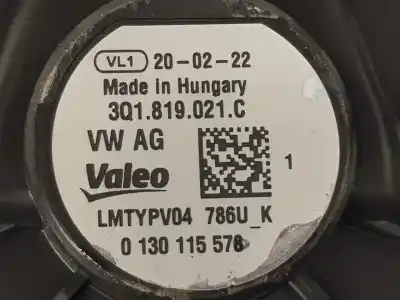 VL1 20-02-22
Made in Hungary
3Q1.819.021.C
VW AG
1
Valeo
LMTYPV04 786U_K
0 130 115 578